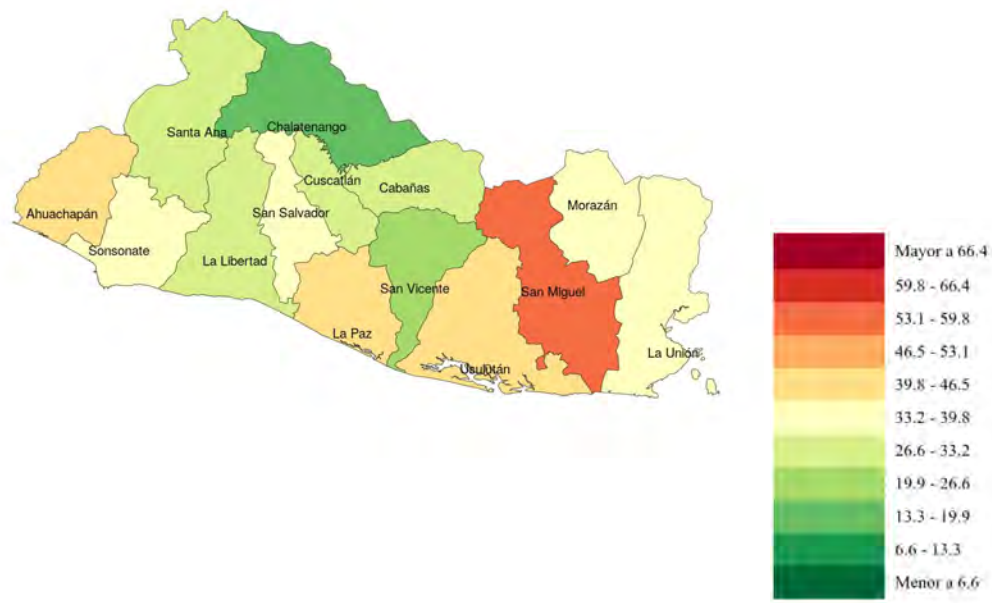 Santa Ana
Chalatenango
Cuscatlán
Cabañas
Ahuachapán
San Salvador
Morazán
Sonsonate
La Libertad
San Vicente
San Miguel
La Paz
La Unión
Usulután
Mayor a 66.4
59.8 - 66.4
53.1 - 59.8
46.5 - 53.1
39.8 - 46.5
33.2 - 39.8
26.6 - 33.2
19.9 - 26.6
13.3 - 19.9
6.6 - 13.3
Menor a 6.6